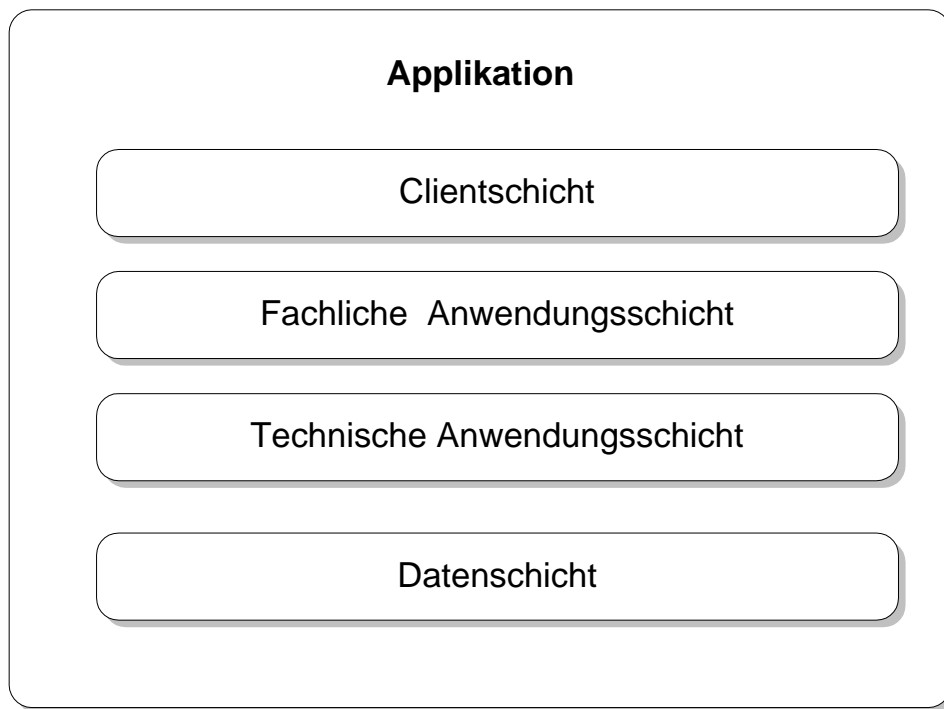 Applikation
Clientschicht
Fachliche Anwendungsschicht
Technische Anwendungsschicht
Datenschicht